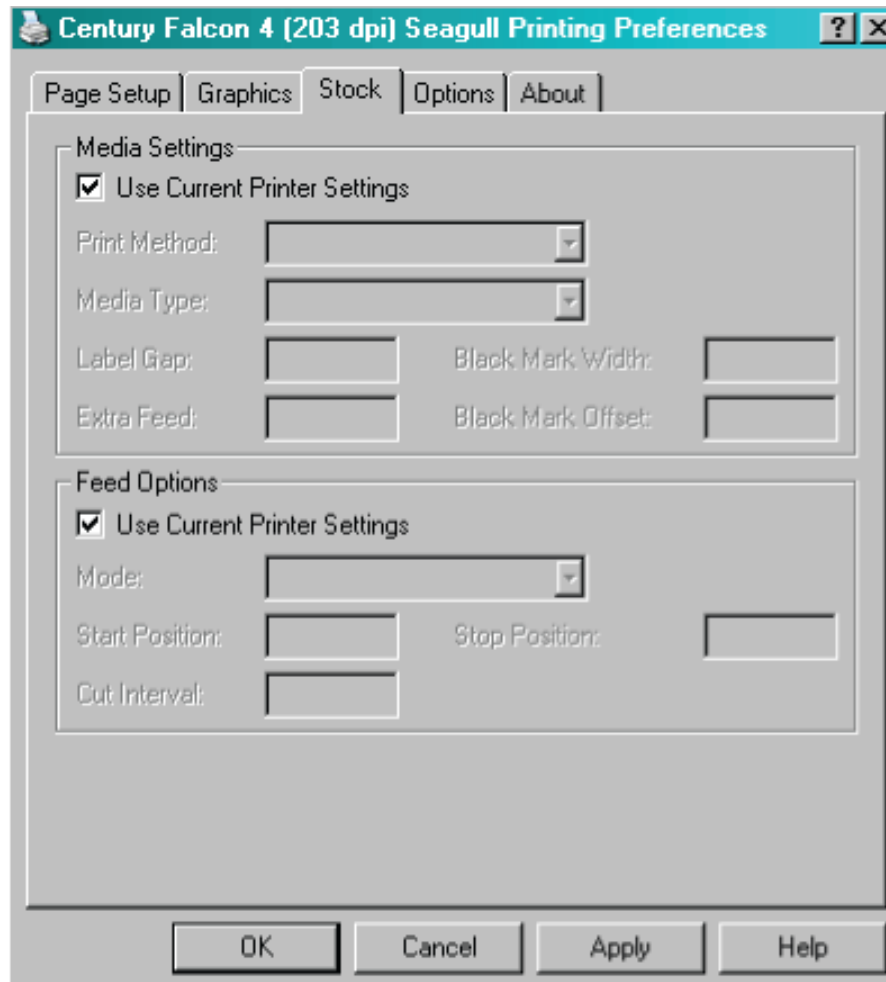 Century Falcon 4 (203 dpi) Seagull Printing Preferences
Page Setup Graphics Stock Options About
Media Settings
Use Current Printer Settings
Print Method:
Media Type:
Label Gap: Black Mark Width:
Extra Feed: Black Mark Offset:
Feed Options
Use Current Printer Settings
Mode:
Start Position: Stop Position:
Cut Interval:
OK Cancel Apply Help